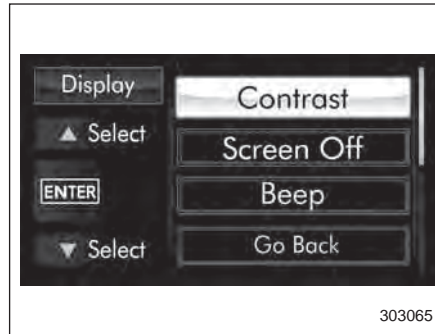 Display
▲ Select
ENTER
▼ Select
Contrast
Screen Off
Beep
Go Back
303065